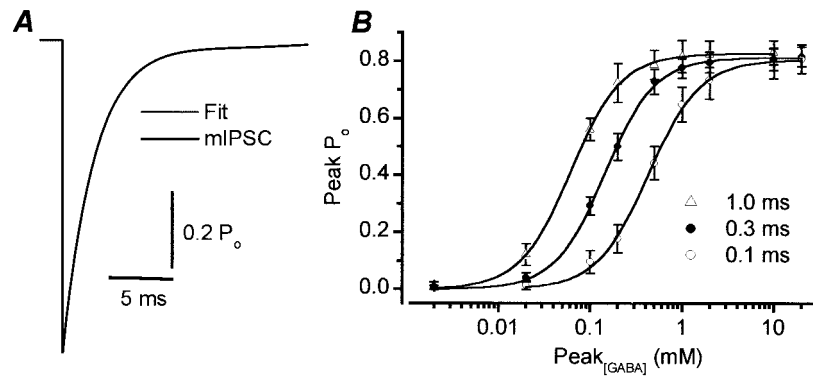 A
Fit
mIPSC
0.2 Po
5 ms
B
Peak Po
0.8
0.6
0.4
0.2
0.0
1.0 ms
0.3 ms
0.1 ms
0.01
0.1
1
10
Peak[GABA] (mM)